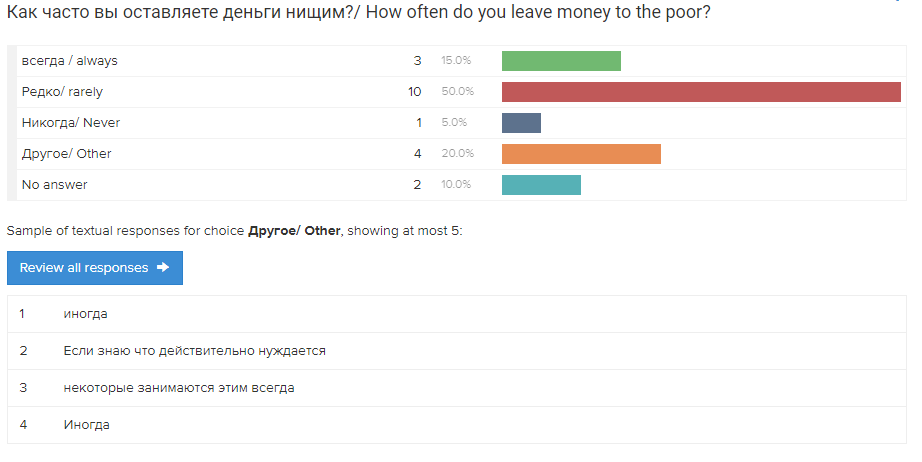 Как часто вы оставляете деньги нищим?/ How often do you leave money to the poor?
всегда / always 3 15.0%
Редко/ rarely 10 50.0%
Никогда/ Never 1 5.0%
Другое/ Other 4 20.0%
No answer 2 10.0%
Sample of textual responses for choice Другое/ Other, showing at most 5:
Review all responses
1 иногда
2 Если знаю что действительно нуждается
3 некоторые занимаются этим всегда
4 Иногда